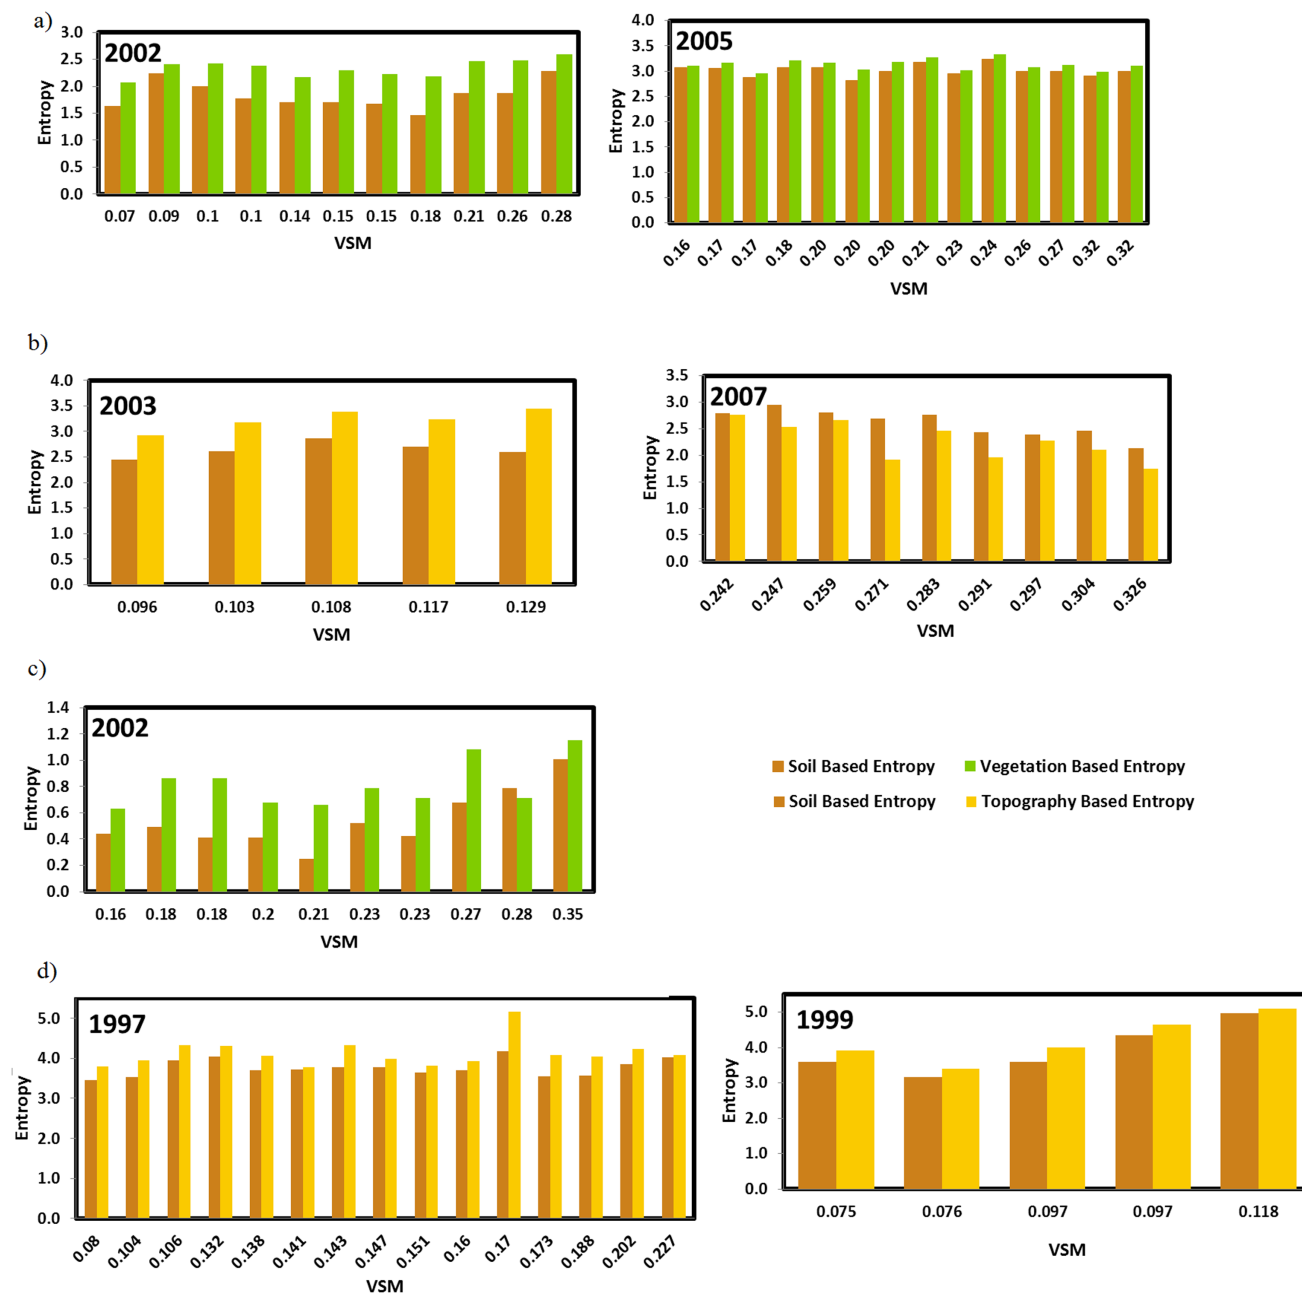 a)
2002
Entropy
3.0
2.5
2.0
1.5
1.0
0.5
0.0
0.07 0.09 0.1 0.1 0.14 0.15 0.15 0.18 0.21 0.26 0.28
VSM
2005
Entropy
4.0
3.5
3.0
2.5
2.0
1.5
1.0
0.5
0.0
0.16 0.17 0.17 0.18 0.20 0.20 0.20 0.21 0.23 0.24 0.26 0.27 0.32 0.32
VSM
b)
2003
Entropy
4.0
3.5
3.0
2.5
2.0
1.5
1.0
0.5
0.0
0.096 0.103 0.108 0.117 0.129
VSM
2007
Entropy
3.5
3.0
2.5
2.0
1.5
1.0
0.5
0.0
0.242 0.247 0.259 0.271 0.283 0.291 0.297 0.304 0.326
VSM
c)
2002
Entropy
1.4
1.2
1.0
0.8
0.6
0.4
0.2
0.0
0.16 0.18 0.18 0.2 0.21 0.23 0.23 0.27 0.28 0.35
VSM
Soil Based Entropy Vegetation Based Entropy
Soil Based Entropy Topography Based Entropy
d)
1997
Entropy
5.0
4.0
3.0
2.0
1.0
0.0
0.08 0.104 0.106 0.132 0.138 0.141 0.143 0.147 0.151 0.16 0.17 0.173 0.188 0.202 0.227
VSM
1999
Entropy
5.0
4.0
3.0
2.0
1.0
0.0
0.075 0.076 0.097 0.097 0.118
VSM